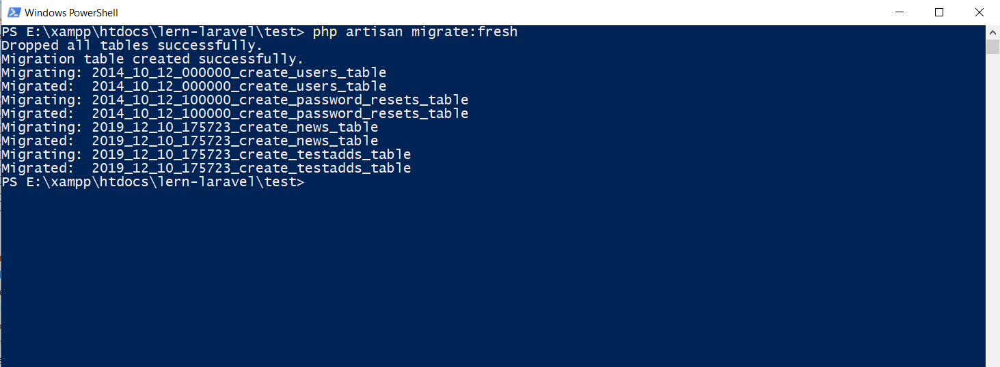 Windows PowerShell
PS E:\xampp\htdocs\lern-laravel\test> php artisan migrate:fresh
Dropped all tables successfully.
Migration table created successfully.
Migrating: 2014_10_12_000000_create_users_table
Migrated:  2014_10_12_000000_create_users_table
Migrating: 2014_10_12_100000_create_password_resets_table
Migrated:  2014_10_12_100000_create_password_resets_table
Migrating: 2019_12_10_175723_create_news_table
Migrated:  2019_12_10_175723_create_news_table
Migrating: 2019_12_10_175723_create_testadds_table
Migrated:  2019_12_10_175723_create_testadds_table
PS E:\xampp\htdocs\lern-laravel\test>